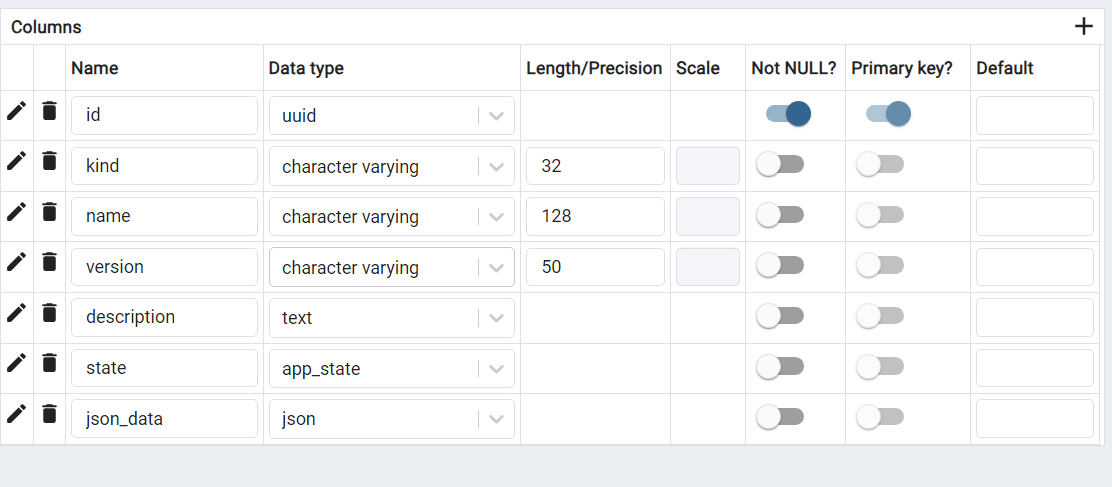 Columns
Name Data type Length/Precision Scale Not NULL? Primary key? Default
id uuid
kind character varying 32
name character varying 128
version character varying 50
description text
state app_state
json_data json